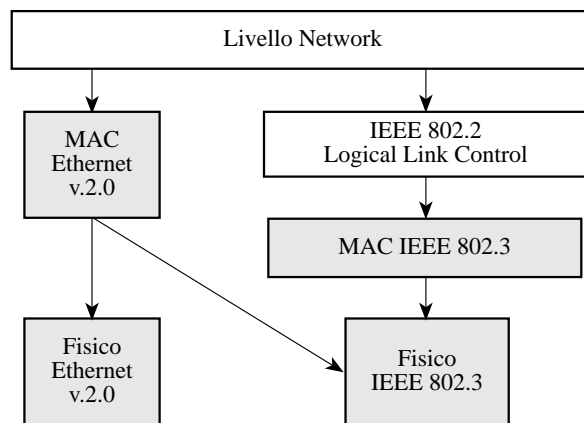 Livello Network
MAC
Ethernet
v.2.0
IEEE 802.2
Logical Link Control
MAC IEEE 802.3
Fisico
Ethernet
v.2.0
Fisico
IEEE 802.3